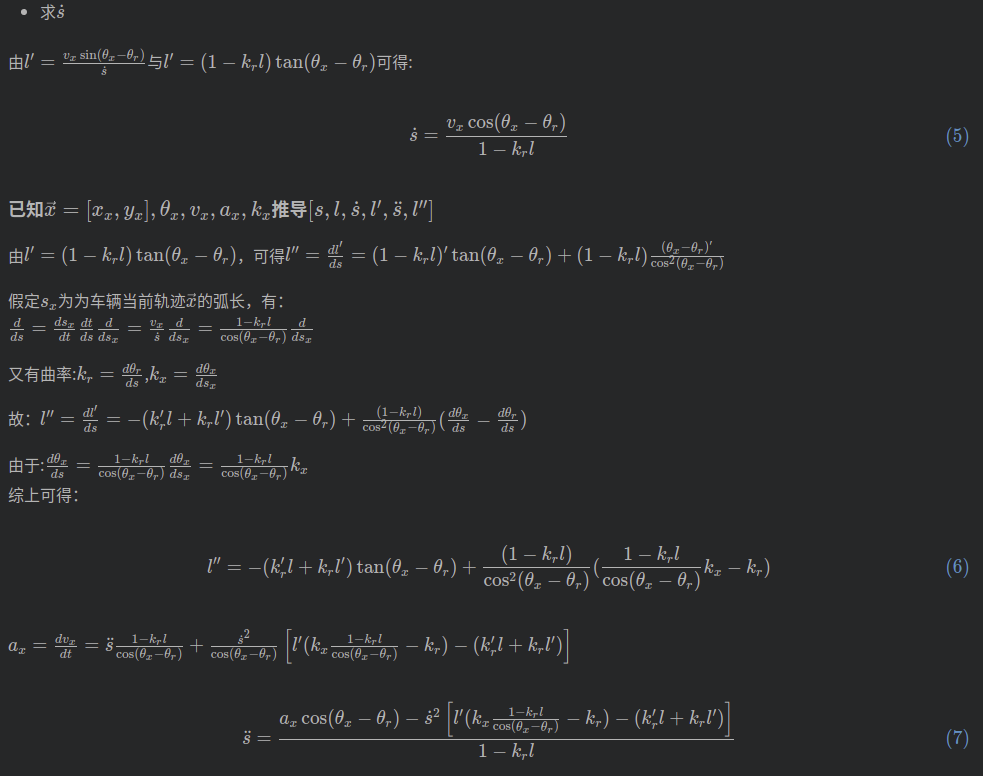 • 求$\dot{s}$
由$l' = \frac{v_x \sin(\theta_x - \theta_r)}{\dot{s}}$与$l' = (1 - k_r l)\tan(\theta_x - \theta_r)$可得:
$\dot{s} = \frac{v_x \cos(\theta_x - \theta_r)}{1 - k_r l}$ (5)
已知$\vec{x} = [x_x, y_x], \theta_x, v_x, a_x, k_x$推导$[s, l, \dot{s}, l', \ddot{s}, l'']$
由$l' = (1 - k_r l)\tan(\theta_x - \theta_r)$，可得$l'' = \frac{dl'}{ds} = (1 - k_r l)'\tan(\theta_x - \theta_r) + (1 - k_r l)\frac{(\theta_x - \theta_r)'}{\cos^2(\theta_x - \theta_r)}$
假定$s_x$为为车辆当前轨迹$\vec{x}$的弧长，有：
$\frac{d}{ds} = \frac{ds_x}{dt}\frac{dt}{ds}\frac{d}{ds_x} = \frac{v_x}{\dot{s}}\frac{d}{ds_x} = \frac{1 - k_r l}{\cos(\theta_x - \theta_r)}\frac{d}{ds_x}$
又有曲率:$k_r = \frac{d\theta_r}{ds}$,$k_x = \frac{d\theta_x}{ds_x}$
故：$l'' = \frac{dl'}{ds} = -(k_r' l + k_r l')\tan(\theta_x - \theta_r) + \frac{(1 - k_r l)}{\cos^2(\theta_x - \theta_r)}(\frac{d\theta_x}{ds} - \frac{d\theta_r}{ds})$
由于:$\frac{d\theta_x}{ds} = \frac{1 - k_r l}{\cos(\theta_x - \theta_r)}\frac{d\theta_x}{ds_x} = \frac{1 - k_r l}{\cos(\theta_x - \theta_r)}k_x$
综上可得：
$l'' = -(k_r' l + k_r l')\tan(\theta_x - \theta_r) + \frac{(1 - k_r l)}{\cos^2(\theta_x - \theta_r)}(\frac{1 - k_r l}{\cos(\theta_x - \theta_r)}k_x - k_r)$ (6)
$a_x = \frac{dv_x}{dt} = \ddot{s}\frac{1 - k_r l}{\cos(\theta_x - \theta_r)} + \frac{\dot{s}^2}{\cos(\theta_x - \theta_r)}\left[l'(k_x\frac{1 - k_r l}{\cos(\theta_x - \theta_r)} - k_r) - (k_r' l + k_r l')\right]$
$\ddot{s} = \frac{a_x \cos(\theta_x - \theta_r) - \dot{s}^2\left[l'(k_x\frac{1 - k_r l}{\cos(\theta_x - \theta_r)} - k_r) - (k_r' l + k_r l')\right]}{1 - k_r l}$ (7)